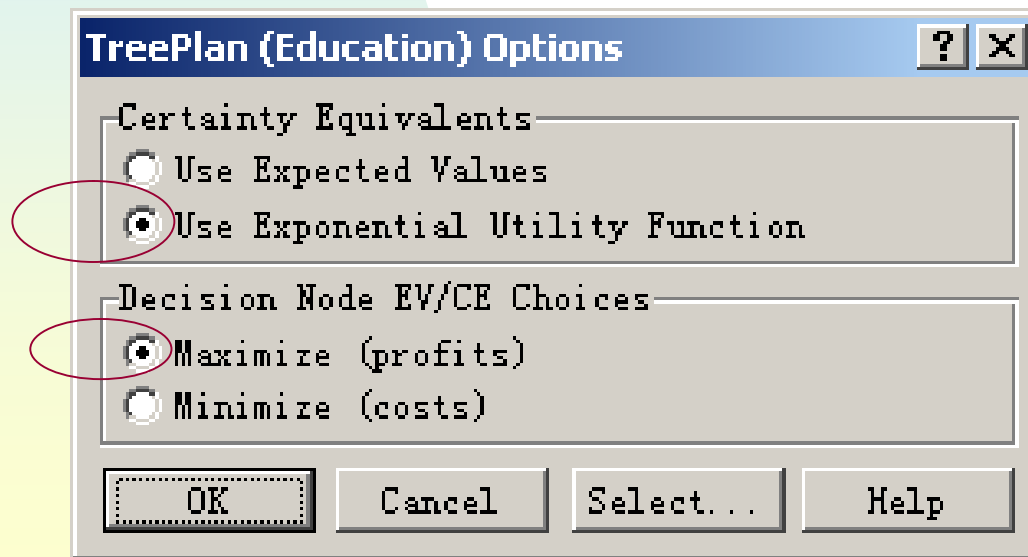 TreePlan (Education) Options
Certainty Equivalents
Use Expected Values
Use Exponential Utility Function
Decision Node EV/CE Choices
Maximize (profits)
Minimize (costs)
OK Cancel Select... Help